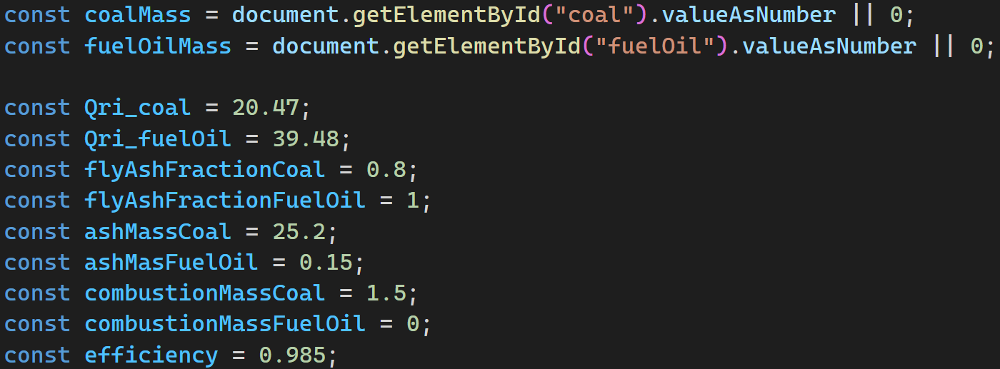 const coalMass = document.getElementById("coal").valueAsNumber || 0;
const fuelOilMass = document.getElementById("fuelOil").valueAsNumber || 0;
const Qri_coal = 20.47;
const Qri_fuelOil = 39.48;
const flyAshFractionCoal = 0.8;
const flyAshFractionFuelOil = 1;
const ashMassCoal = 25.2;
const ashMasFuelOil = 0.15;
const combustionMassCoal = 1.5;
const combustionMassFuelOil = 0;
const efficiency = 0.985;